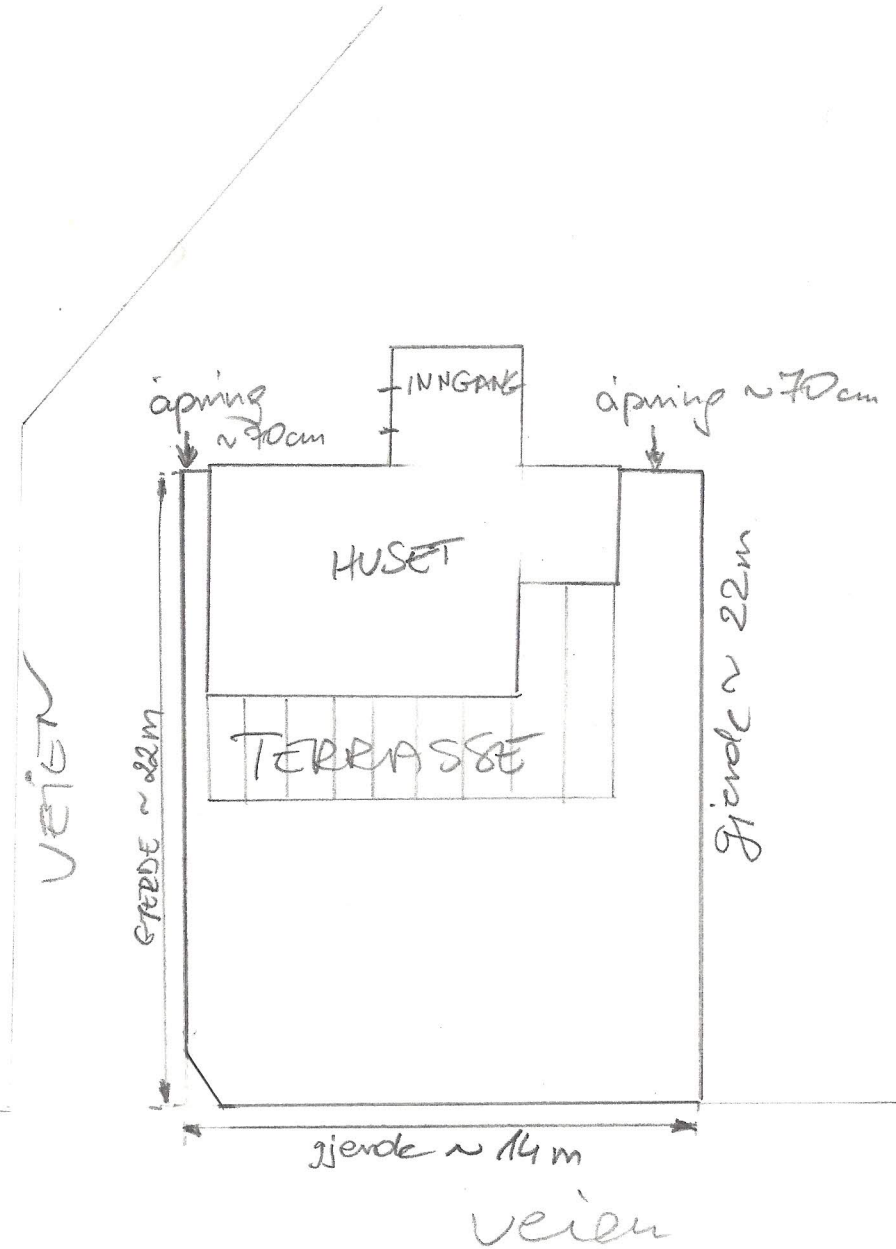 INNGANG
åpning
~70cm
åpning ~70cm
HUSET
gjerde ~ 22m
VEIEN
GJERDE ~ 22m
TERRASSE
gjerde ~ 14m
veien